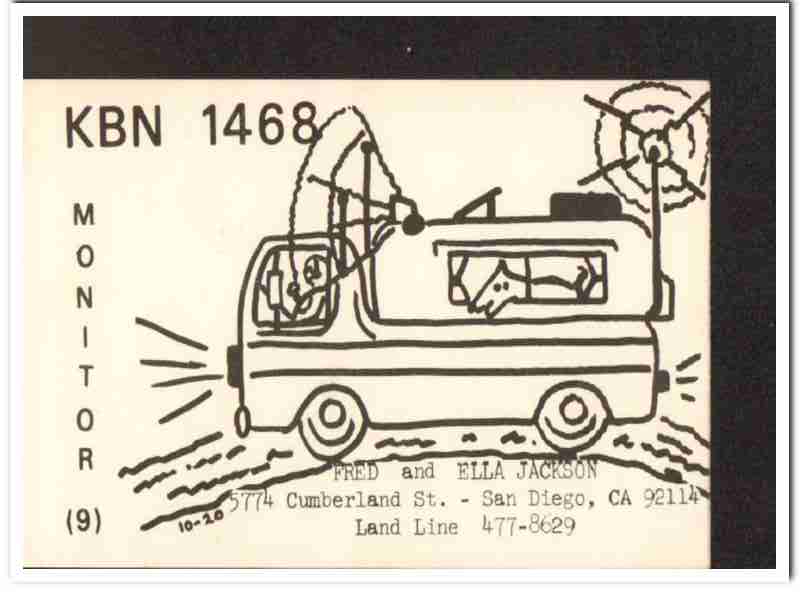 KBN 1468
MONITOR
(9)
10-20
FRED and ELLA JACKSON
5774 Cumberland St. - San Diego, CA 92114
Land Line 477-8629